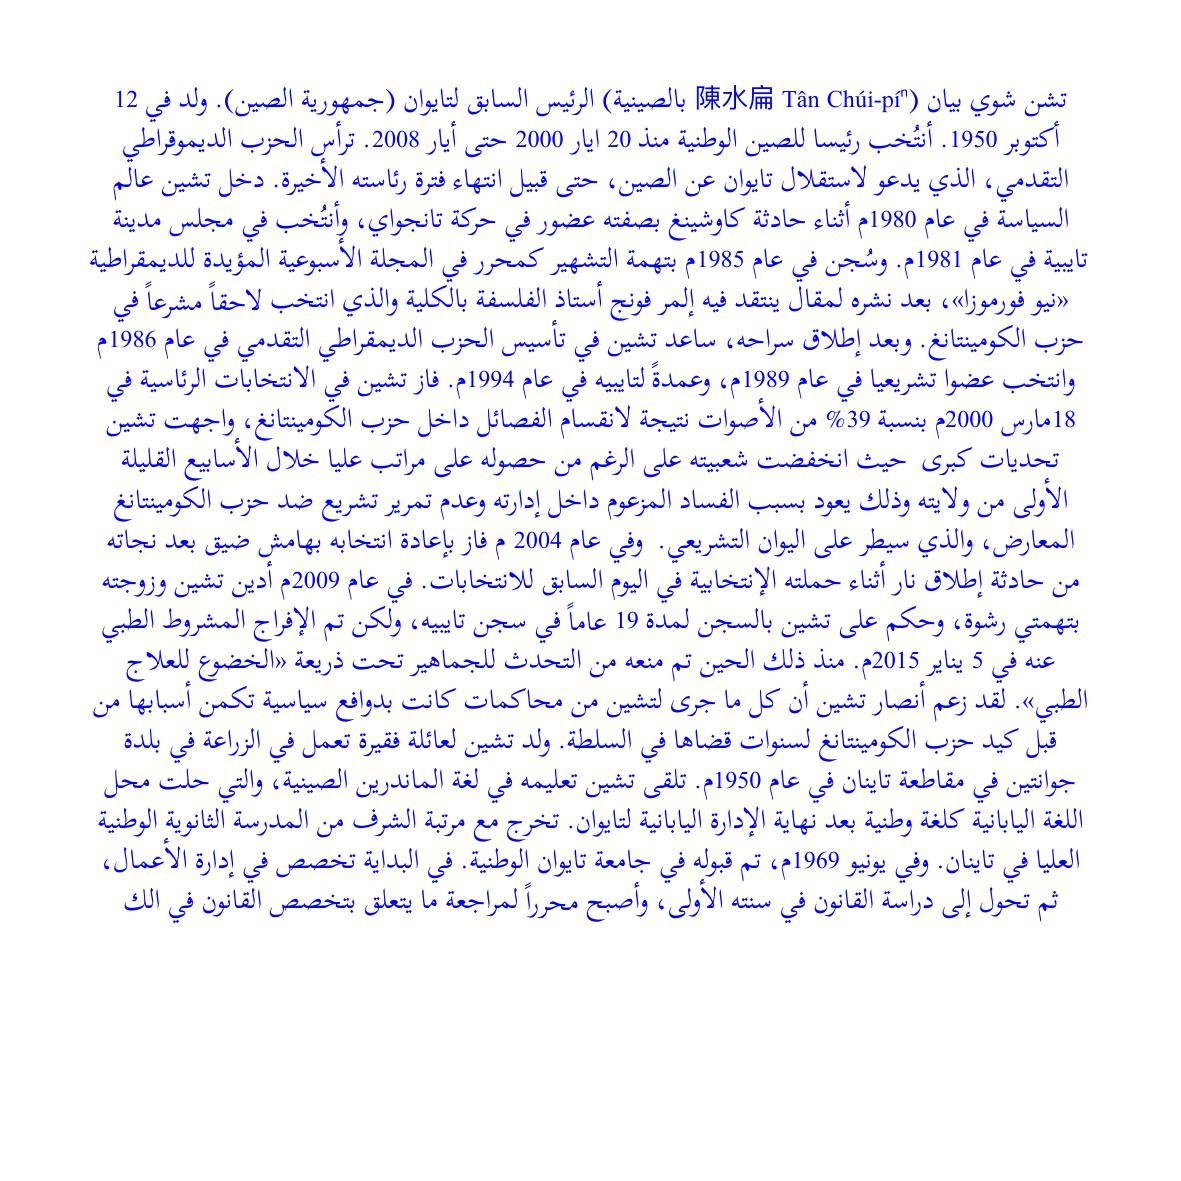 تشن شوي بيان (陳水扁 Tân Chúi-píⁿ بالصينية) الرئيس السابق لتايوان (جمهورية الصين). ولد في 12
أكتوبر 1950. أنتُخب رئيسا للصين الوطنية منذ 20 ايار 2000 حتى أيار 2008. ترأس الحزب الديموقراطي
التقدمي، الذي يدعو لاستقلال تايوان عن الصين، حتى قبيل انتهاء فترة رئاسته الأخيرة. دخل تشين عالم
السياسة في عام 1980م أثناء حادثة كاوشينغ بصفته عضور في حركة تانجواي، وأنتُخب في مجلس مدينة
تايبية في عام 1981م. وسُجن في عام 1985م بتهمة التشهير كمحرر في المجلة الأسبوعية المؤيدة للديمقراطية
«نيو فورموزا»، بعد نشره لمقال ينتقد فيه إلمر فونج أستاذ الفلسفة بالكلية والذي انتخب لاحقاً مشرعاً في
حزب الكومينتانغ. وبعد إطلاق سراحه، ساعد تشين في تأسيس الحزب الديمقراطي التقدمي في عام 1986م
وانتخب عضوا تشريعيا في عام 1989م، وعمدةً لتايبيه في عام 1994م. فاز تشين في الانتخابات الرئاسية في
18مارس 2000م بنسبة 39% من الأصوات نتيجة لانقسام الفصائل داخل حزب الكومينتانغ، واجهت تشين
تحديات كبرى  حيث انخفضت شعبيته على الرغم من حصوله على مراتب عليا خلال الأسابيع القليلة
الأولى من ولايته وذلك يعود بسبب الفساد المزعوم داخل إدارته وعدم تمرير تشريع ضد حزب الكومينتانغ
المعارض، والذي سيطر على اليوان التشريعي.  وفي عام 2004 م فاز بإعادة انتخابه بهامش ضيق بعد نجاته
من حادثة إطلاق نار أثناء حملته الإنتخابية في اليوم السابق للانتخابات. في عام 2009م أدين تشين وزوجته
بتهمتي رشوة، وحكم على تشين بالسجن لمدة 19 عاماً في سجن تايبيه، ولكن تم الإفراج المشروط الطبي
عنه في 5 يناير 2015م. منذ ذلك الحين تم منعه من التحدث للجماهير تحت ذريعة «الخضوع للعلاج
الطبي». لقد زعم أنصار تشين أن كل ما جرى لتشين من محاكمات كانت بدوافع سياسية تكمن أسبابها من
قبل كيد حزب الكومينتانغ لسنوات قضاها في السلطة. ولد تشين لعائلة فقيرة تعمل في الزراعة في بلدة
جوانتين في مقاطعة تاينان في عام 1950م. تلقى تشين تعليمه في لغة الماندرين الصينية، والتي حلت محل
اللغة اليابانية كلغة وطنية بعد نهاية الإدارة اليابانية لتايوان. تخرج مع مرتبة الشرف من المدرسة الثانوية الوطنية
العليا في تاينان. وفي يونيو 1969م، تم قبوله في جامعة تايوان الوطنية. في البداية تخصص في إدارة الأعمال،
ثم تحول إلى دراسة القانون في سنته الأولى، وأصبح محرراً لمراجعة ما يتعلق بتخصص القانون في الك